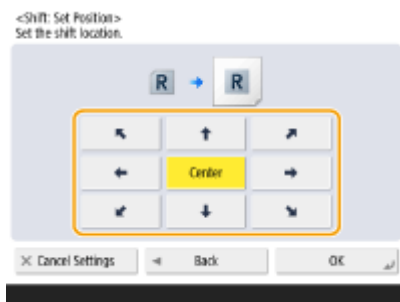 <Shift: Set Position>
Set the shift location.
R R
Center
Cancel Settings Back OK